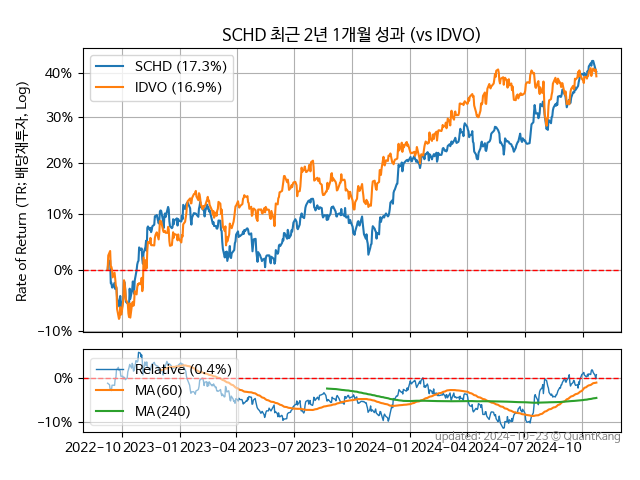 SCHD 최근 2년 1개월 성과 (vs IDVO)
Rate of Return (TR: 배당재투자, Log)
40%
30%
20%
10%
0%
−10%
SCHD (17.3%)
IDVO (16.9%)
0%
−10%
Relative (0.4%)
MA(60)
MA(240)
2022-10 2023-01 2023-04 2023-07 2023-10 2024-01 2024-04 2024-07 2024-10
updated: 2024-10-23 © QuantKang